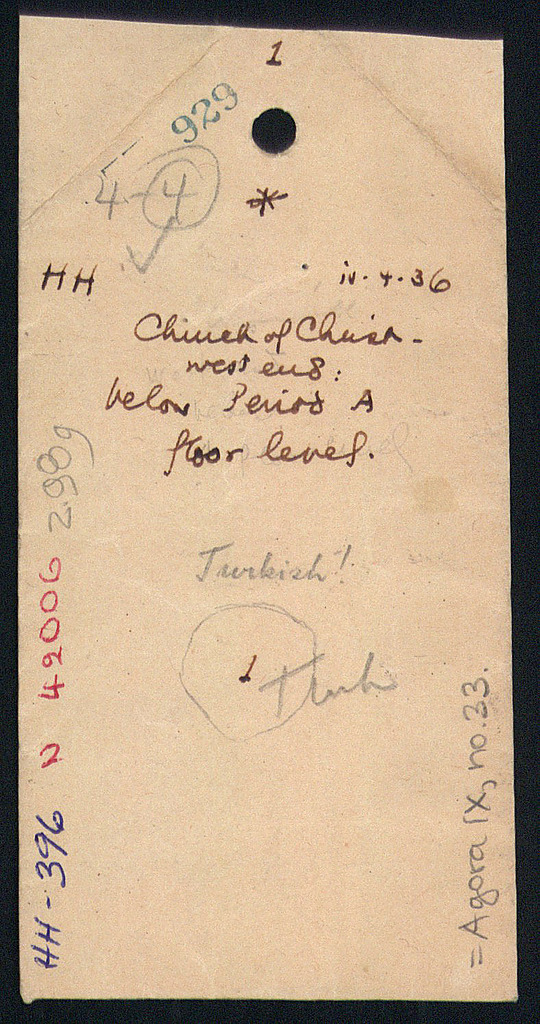 1
929
4-4
*
HH
iv.4.36
Church of Christ -
west end:
below Period A
floor level.
Turkish!
1
Turk
HH-396 N 42006 2989
= Agora IX, no. 33.